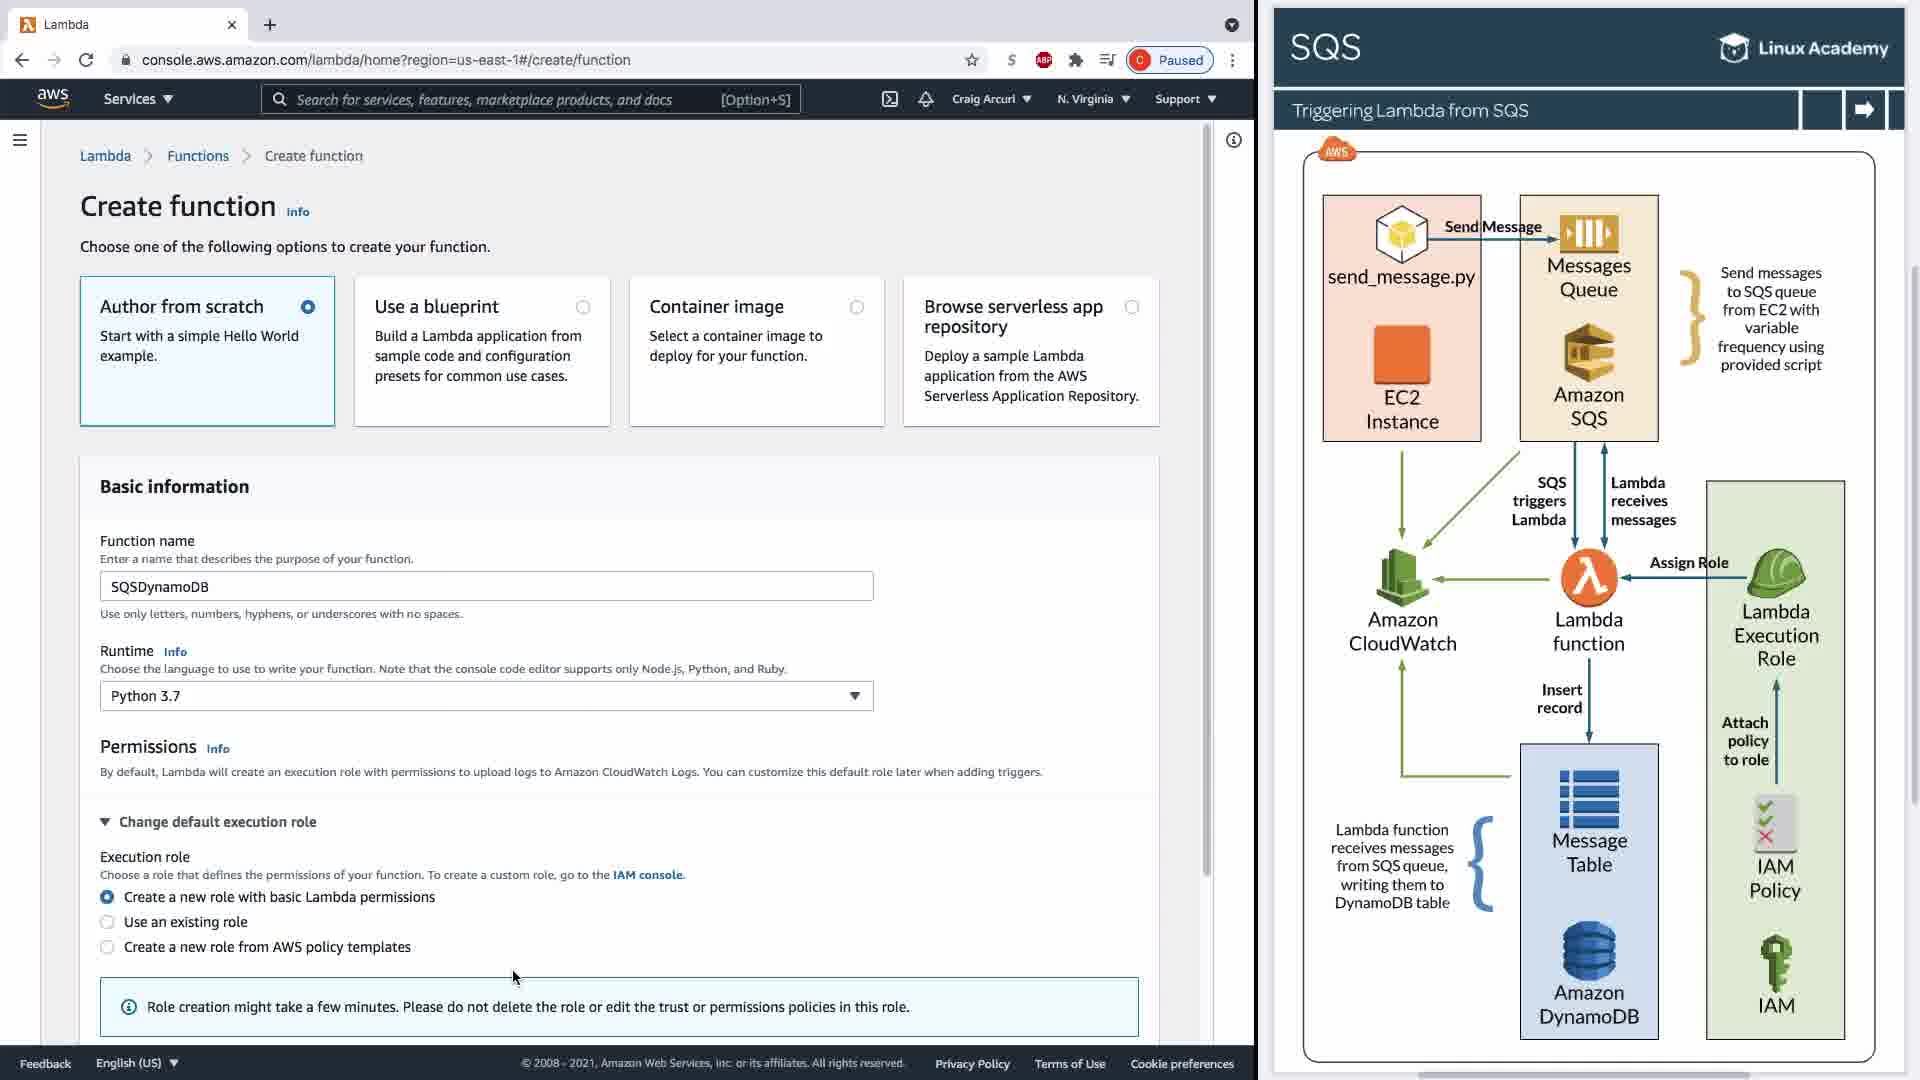 Lambda
console.aws.amazon.com/lambda/home?region=us-east-1#/create/function
S
ABP
C
Paused
aws
Services
Search for services, features, marketplace products, and docs
[Option+S]
Craig Arcuri
N. Virginia
Support
Lambda
Functions
Create function
Create function
Info
Choose one of the following options to create your function.
Author from scratch
Start with a simple Hello World
example.
Use a blueprint
Build a Lambda application from
sample code and configuration
presets for common use cases.
Container image
Select a container image to
deploy for your function.
Browse serverless app
repository
Deploy a sample Lambda
application from the AWS
Serverless Application Repository.
Basic information
Function name
Enter a name that describes the purpose of your function.
SQSDynamoDB
Use only letters, numbers, hyphens, or underscores with no spaces.
Runtime
Info
Choose the language to use to write your function. Note that the console code editor supports only Node.js, Python, and Ruby.
Python 3.7
Permissions
Info
By default, Lambda will create an execution role with permissions to upload logs to Amazon CloudWatch Logs. You can customize this default role later when adding triggers.
Change default execution role
Execution role
Choose a role that defines the permissions of your function. To create a custom role, go to the IAM console.
Create a new role with basic Lambda permissions
Use an existing role
Create a new role from AWS policy templates
Role creation might take a few minutes. Please do not delete the role or edit the trust or permissions policies in this role.
Feedback
English (US)
© 2008 - 2021, Amazon Web Services, Inc. or its affiliates. All rights reserved.
Privacy Policy
Terms of Use
Cookie preferences
SQS
Linux Academy
Triggering Lambda from SQS
AWS
send_message.py
EC2
Instance
Send Message
Messages
Queue
Amazon
SQS
Send messages
to SQS queue
from EC2 with
variable
frequency using
provided script
SQS
triggers
Lambda
Lambda
receives
messages
Amazon
CloudWatch
Lambda
function
Assign Role
Lambda
Execution
Role
Insert
record
Attach
policy
to role
Lambda function
receives messages
from SQS queue,
writing them to
DynamoDB table
Message
Table
Amazon
DynamoDB
IAM
Policy
IAM